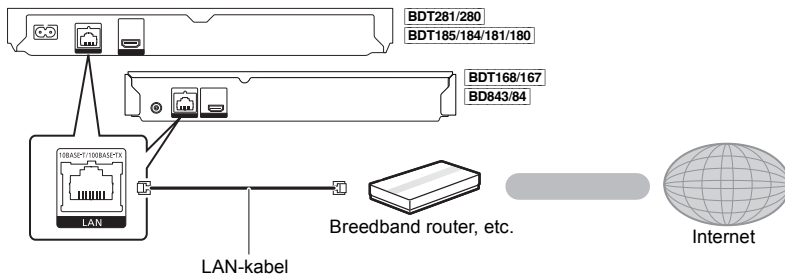 BDT281/280
BDT185/184/181/180
BDT168/167
BD843/84
10BASE-T/100BASE-TX
LAN
Breedband router, etc.
Internet
LAN-kabel